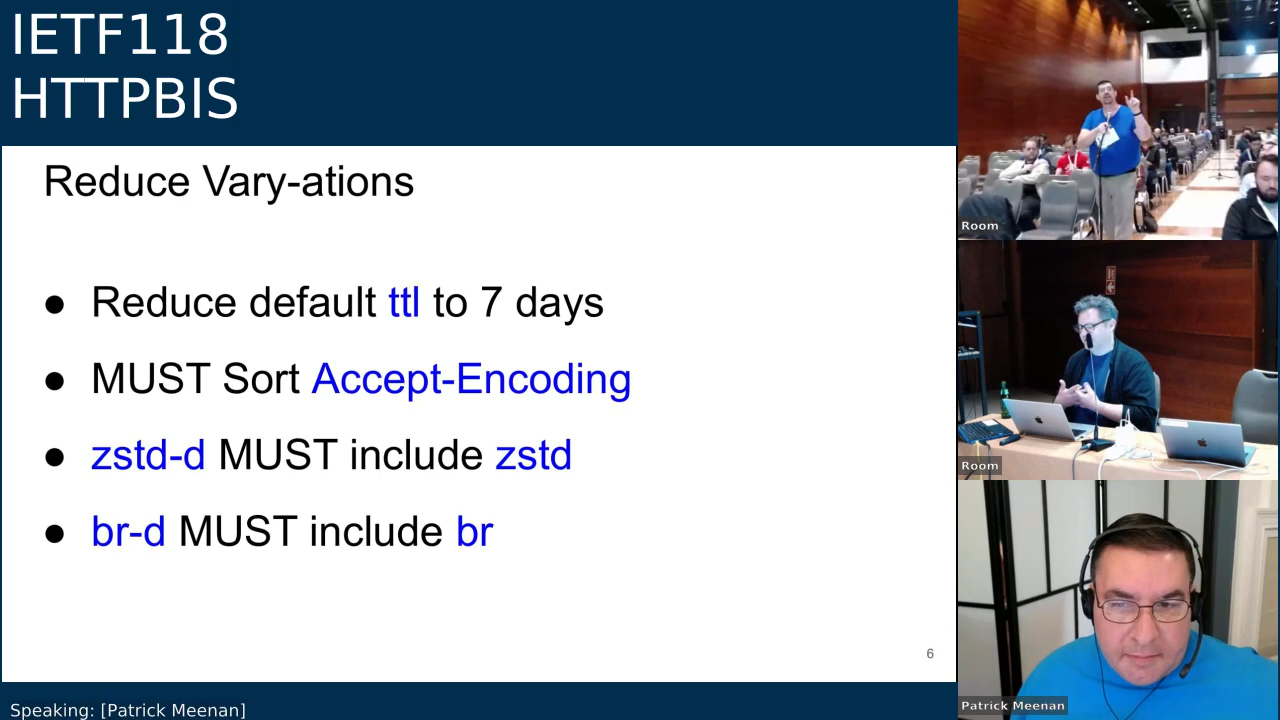 IETF118
HTTPBIS
Reduce Vary-ations
● Reduce default ttl to 7 days
● MUST Sort Accept-Encoding
● zstd-d MUST include zstd
● br-d MUST include br
6
Speaking: [Patrick Meenan]
Room
Room
Patrick Meenan